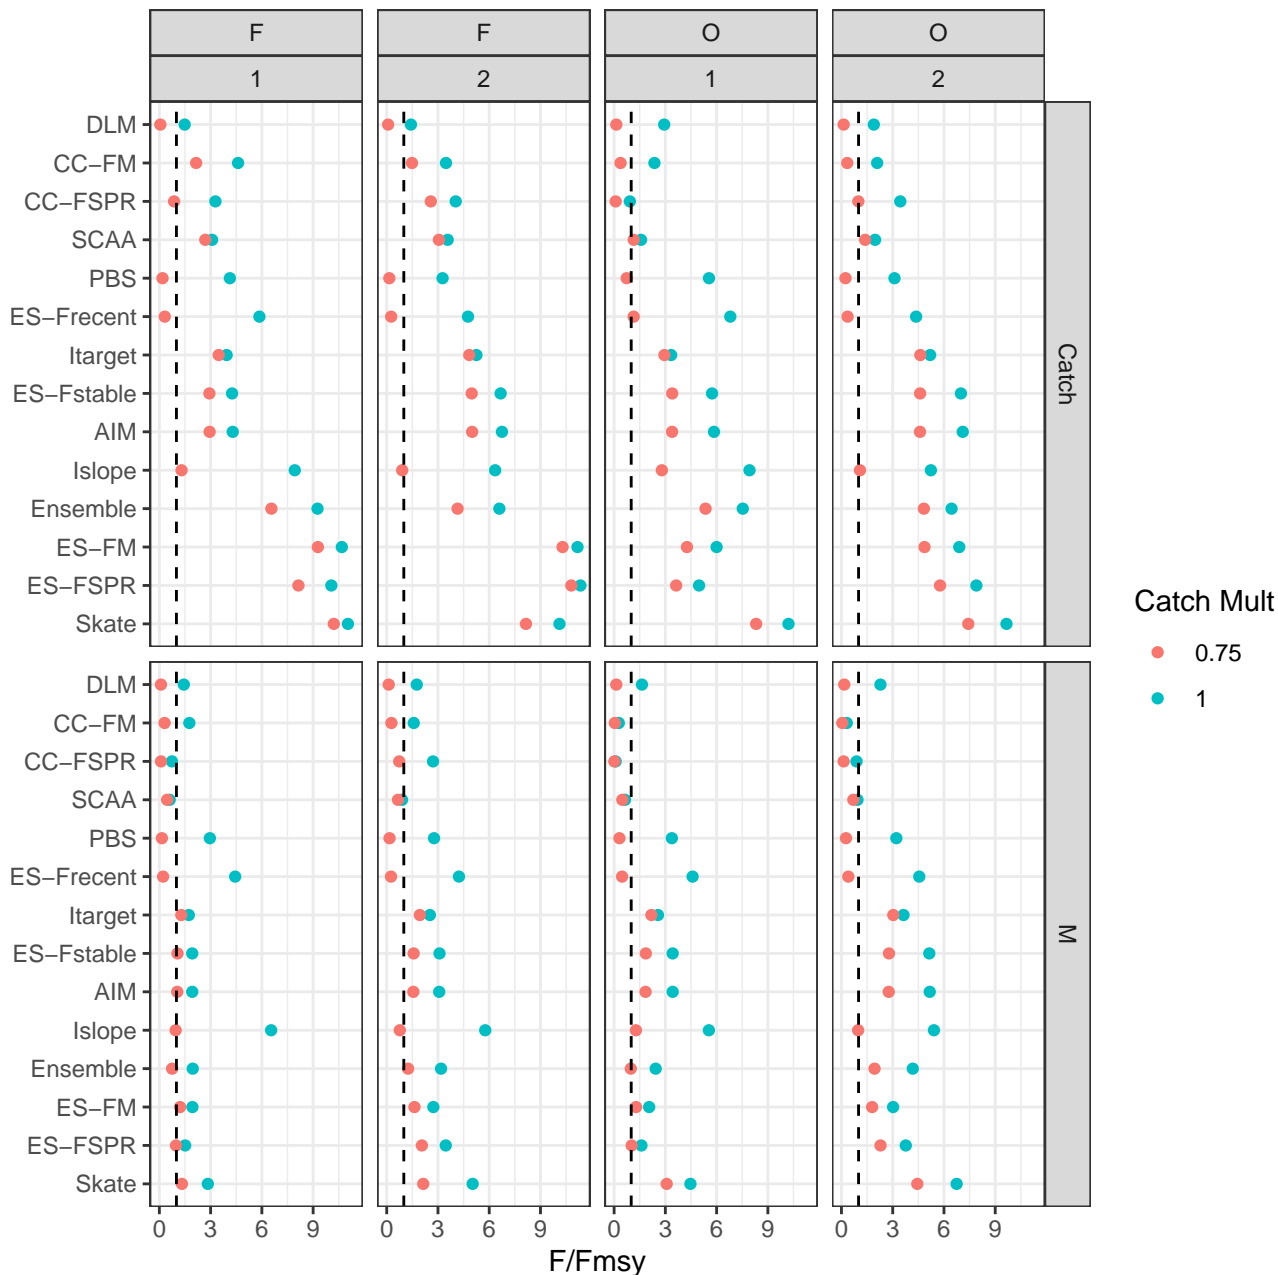 F F O O
1 2 1 2
DLM
CC−FM
CC−FSPR
SCAA
PBS
ES−Frecent
Itarget
ES−Fstable
AIM
Islope
Ensemble
ES−FM
ES−FSPR
Skate
Catch
DLM
CC−FM
CC−FSPR
SCAA
PBS
ES−Frecent
Itarget
ES−Fstable
AIM
Islope
Ensemble
ES−FM
ES−FSPR
Skate
M
0 3 6 9 0 3 6 9 0 3 6 9 0 3 6 9
F/Fmsy
Catch Mult
0.75
1